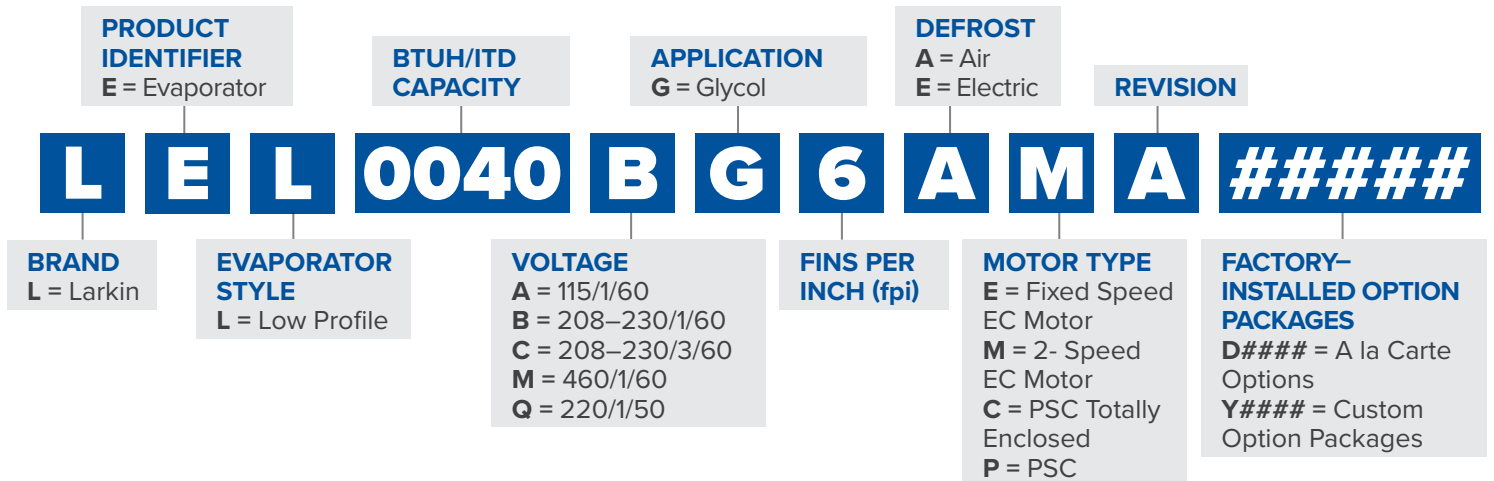 PRODUCT
IDENTIFIER
E = Evaporator
BTUH/ITD
CAPACITY
APPLICATION
G = Glycol
DEFROST
A = Air
E = Electric
REVISION
L E L 0040 B G 6 A M A #####
BRAND
L = Larkin
EVAPORATOR
STYLE
L = Low Profile
VOLTAGE
A = 115/1/60
B = 208–230/1/60
C = 208–230/3/60
M = 460/1/60
Q = 220/1/50
FINS PER
INCH (fpi)
MOTOR TYPE
E = Fixed Speed
EC Motor
M = 2- Speed
EC Motor
C = PSC Totally
Enclosed
P = PSC
FACTORY–
INSTALLED OPTION
PACKAGES
D#### = A la Carte
Options
Y#### = Custom
Option Packages